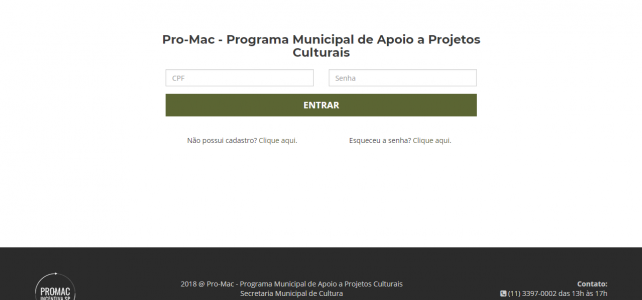 Pro-Mac - Programa Municipal de Apoio a Projetos
Culturais
CPF
Senha
ENTRAR
Não possui cadastro? Clique aqui.
Esqueceu a senha? Clique aqui.
PROMAC
INCENTIVA SP
2018 @ Pro-Mac - Programa Municipal de Apoio a Projetos Culturais
Secretaria Municipal de Cultura
Contato:
(11) 3397-0002 das 13h às 17h